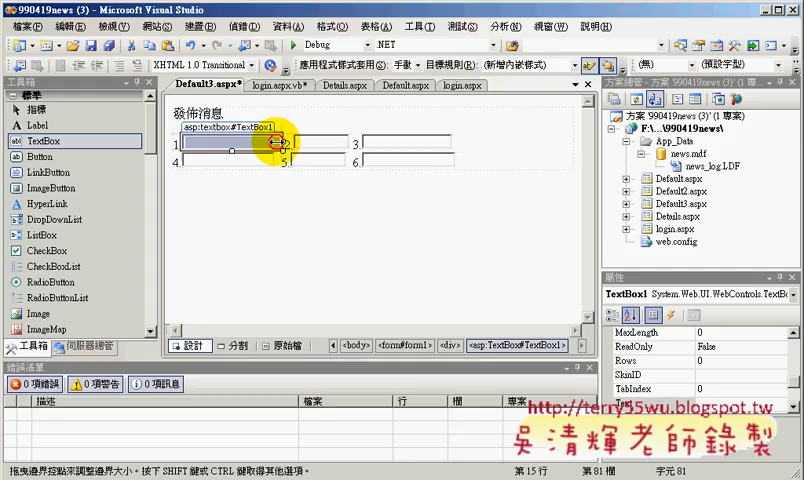 990419news (3) - Microsoft Visual Studio
檔案(F) 編輯(E) 檢視(V) 網站(S) 建置(B) 偵錯(D) 資料(A) 格式(O) 表格(A) 工具(T) 測試(S) 分析(N) 視窗(W) 說明(H)
Debug .NET
XHTML 1.0 Transitional 應用程式樣式套用(S): 手動 目標規則(R): (新增內嵌樣式) (無) (預設字型)
工具箱
標準
指標
Label
TextBox
Button
LinkButton
ImageButton
HyperLink
DropDownList
ListBox
CheckBox
CheckBoxList
RadioButton
RadioButtonList
Image
ImageMap
工具箱 伺服器總管
Default3.aspx* login.aspx.vb* Details.aspx Default.aspx login.aspx
發佈消息
asp:textbox#TextBox1
1. 2. 3.
4. 5. 6.
設計 分割 原始檔 <body> <form#form1> <div> <asp:TextBox#TextBox1>
方案總管 - 方案 '990419news' (1 專案)
方案 '990419news' (1 專案)
F:\...\990419news\
App_Data
news.mdf
news_log.LDF
Default.aspx
Default2.aspx
Default3.aspx
Details.aspx
login.aspx
web.config
屬性
TextBox1 System.Web.UI.WebControls.TextBo
MaxLength 0
ReadOnly False
Rows 0
SkinID
TabIndex 0
Text
錯誤清單
0 項錯誤 0 項警告 0 項訊息
描述 檔案 行 欄 專案
http://terry55wu.blogspot.tw
吳清輝老師錄製
拖曳邊界控點來調整邊界大小。按下 SHIFT 鍵或 CTRL 鍵取得其他選項。 第 15 行 第 81 欄 字元 81